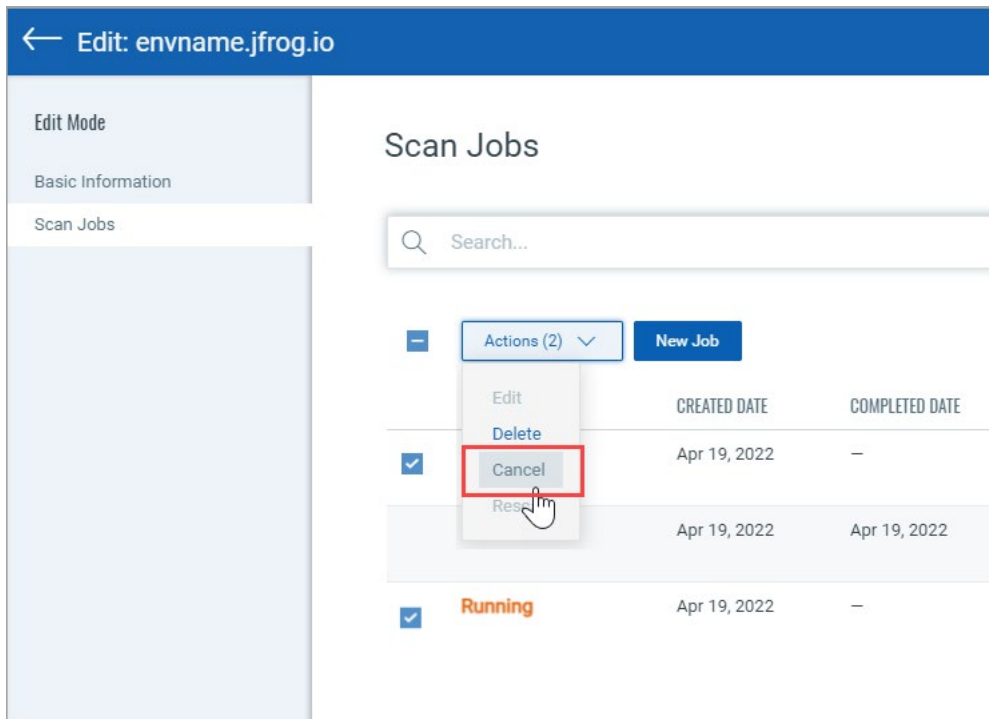 Edit: envname.jfrog.io
Edit Mode
Basic Information
Scan Jobs
Scan Jobs
Search...
Actions (2) New Job
Edit
Delete
Cancel
CREATED DATE COMPLETED DATE
Apr 19, 2022 –
Apr 19, 2022 Apr 19, 2022
Running Apr 19, 2022 –